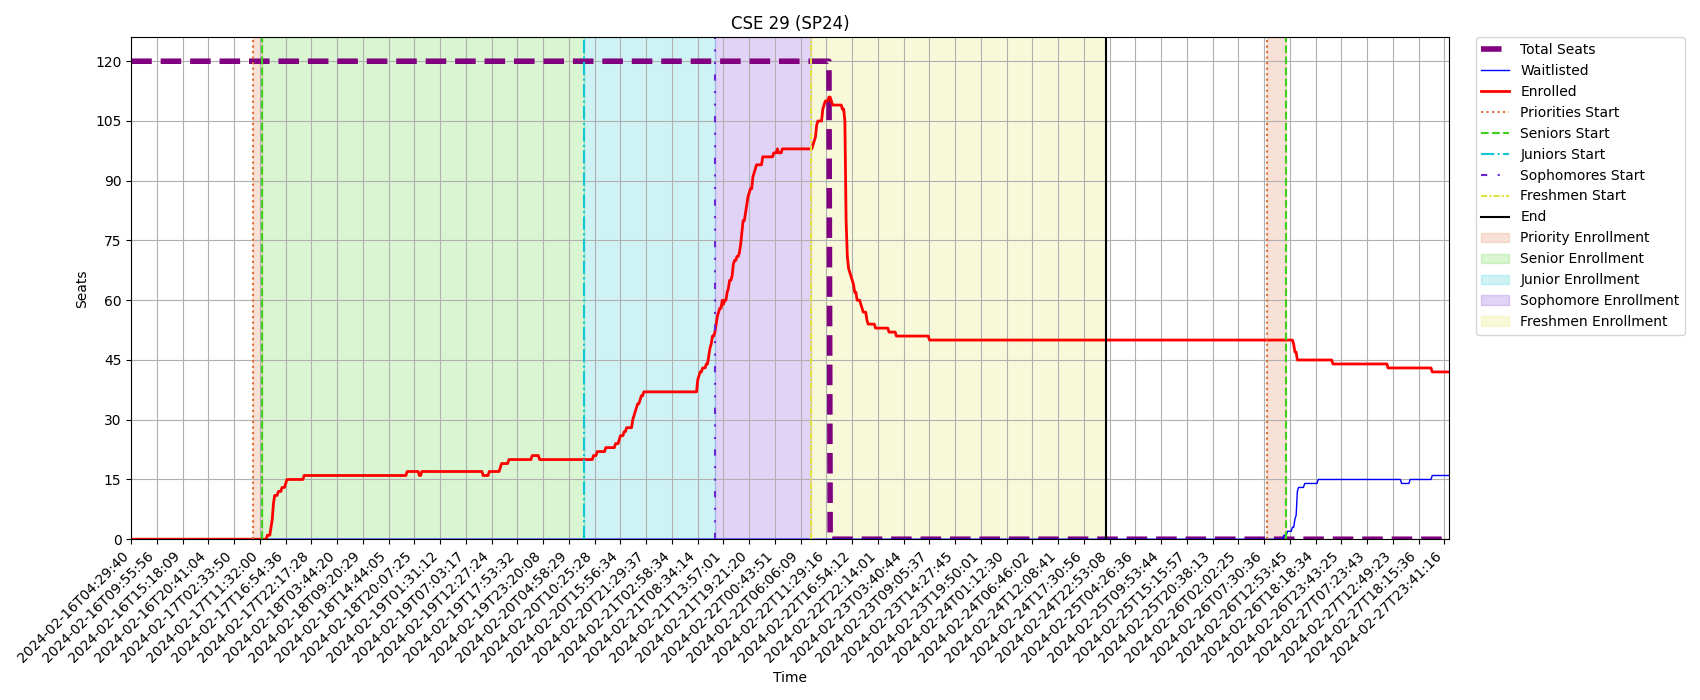 CSE 29 (SP24)
Seats
120
105
90
75
60
45
30
15
0
2024-02-16T04:29:40
2024-02-16T09:55:56
2024-02-16T15:18:09
2024-02-16T20:41:04
2024-02-17T02:33:50
2024-02-17T11:32:00
2024-02-17T16:54:36
2024-02-17T22:17:28
2024-02-18T03:44:20
2024-02-18T09:20:29
2024-02-18T14:44:05
2024-02-18T20:07:25
2024-02-19T01:31:12
2024-02-19T07:03:17
2024-02-19T12:27:24
2024-02-19T17:53:32
2024-02-19T23:20:08
2024-02-20T04:58:29
2024-02-20T10:25:28
2024-02-20T15:56:34
2024-02-20T21:29:37
2024-02-21T02:58:34
2024-02-21T08:34:14
2024-02-21T13:57:01
2024-02-21T19:21:20
2024-02-22T00:43:51
2024-02-22T06:06:09
2024-02-22T11:29:16
2024-02-22T16:54:12
2024-02-22T22:14:01
2024-02-23T03:40:44
2024-02-23T09:05:37
2024-02-23T14:27:45
2024-02-23T19:50:01
2024-02-24T01:12:30
2024-02-24T06:46:02
2024-02-24T12:08:41
2024-02-24T17:30:56
2024-02-24T22:53:08
2024-02-25T04:26:36
2024-02-25T09:53:44
2024-02-25T15:15:57
2024-02-25T20:38:13
2024-02-26T02:02:25
2024-02-26T07:30:36
2024-02-26T12:53:45
2024-02-26T18:18:34
2024-02-26T23:43:25
2024-02-27T07:23:43
2024-02-27T12:49:23
2024-02-27T18:15:36
2024-02-27T23:41:16
Time
Total Seats
Waitlisted
Enrolled
Priorities Start
Seniors Start
Juniors Start
Sophomores Start
Freshmen Start
End
Priority Enrollment
Senior Enrollment
Junior Enrollment
Sophomore Enrollment
Freshmen Enrollment